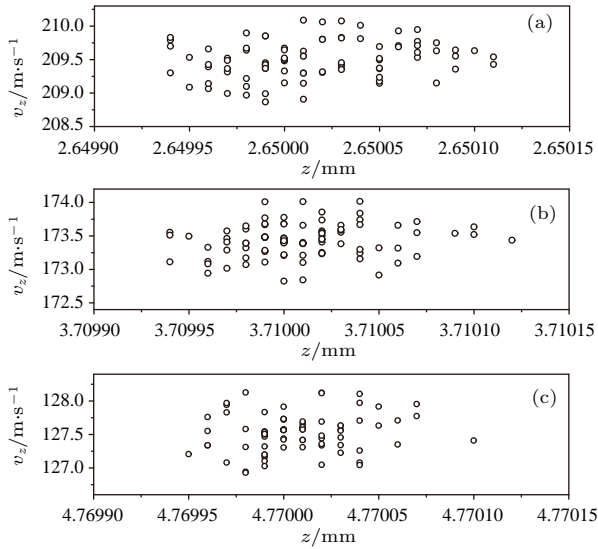 210.0
(a)
209.5
209.0
208.5
v_z/m·s⁻¹
2.64990 2.64995 2.65000 2.65005 2.65010 2.65015
z/mm
174.0
(b)
173.5
173.0
172.5
v_z/m·s⁻¹
3.70990 3.70995 3.71000 3.71005 3.71010 3.71015
z/mm
128.0
(c)
127.5
127.0
v_z/m·s⁻¹
4.76990 4.76995 4.77000 4.77005 4.77010 4.77015
z/mm